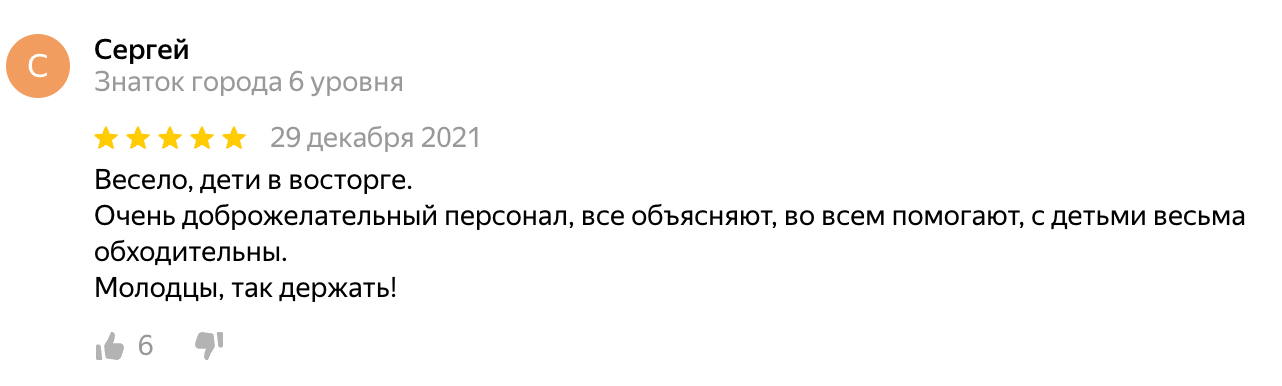 С
Сергей
Знаток города 6 уровня
29 декабря 2021
Весело, дети в восторге.
Очень доброжелательный персонал, все объясняют, во всем помогают, с детьми весьма
обходительны.
Молодцы, так держать!
6